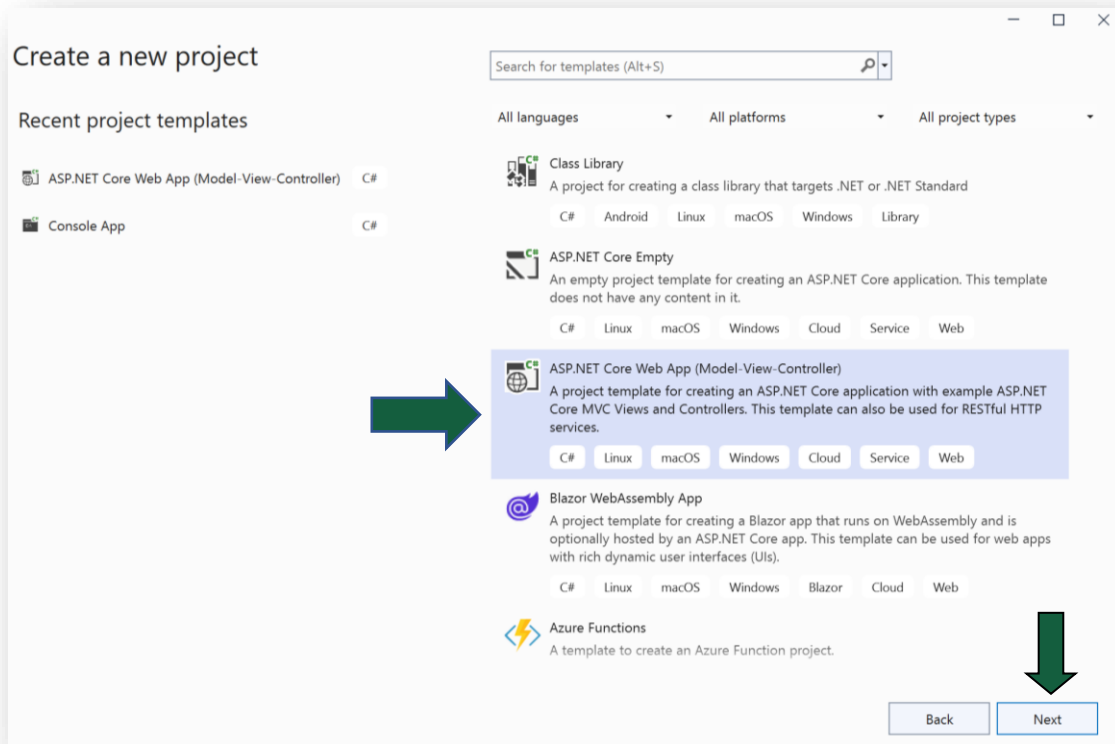 Create a new project
Recent project templates
ASP.NET Core Web App (Model-View-Controller) C#
Console App C#
Search for templates (Alt+S)
All languages All platforms All project types
Class Library
A project for creating a class library that targets .NET or .NET Standard
C# Android Linux macOS Windows Library
ASP.NET Core Empty
An empty project template for creating an ASP.NET Core application. This template
does not have any content in it.
C# Linux macOS Windows Cloud Service Web
ASP.NET Core Web App (Model-View-Controller)
A project template for creating an ASP.NET Core application with example ASP.NET
Core MVC Views and Controllers. This template can also be used for RESTful HTTP
services.
C# Linux macOS Windows Cloud Service Web
Blazor WebAssembly App
A project template for creating a Blazor app that runs on WebAssembly and is
optionally hosted by an ASP.NET Core app. This template can be used for web apps
with rich dynamic user interfaces (UIs).
C# Linux macOS Windows Blazor Cloud Web
Azure Functions
A template to create an Azure Function project.
Back Next